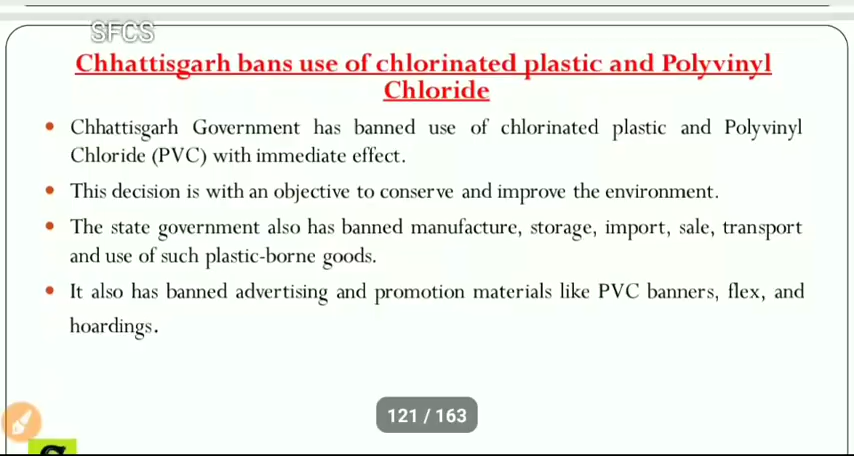 SFCS
Chhattisgarh bans use of chlorinated plastic and Polyvinyl
Chloride
• Chhattisgarh Government has banned use of chlorinated plastic and Polyvinyl
Chloride (PVC) with immediate effect.
• This decision is with an objective to conserve and improve the environment.
• The state government also has banned manufacture, storage, import, sale, transport
and use of such plastic-borne goods.
• It also has banned advertising and promotion materials like PVC banners, flex, and
hoardings.
121 / 163